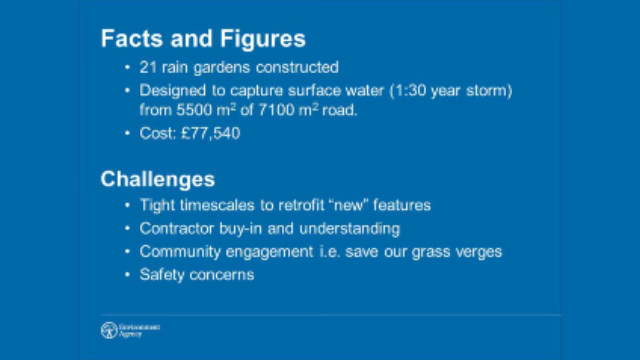 Facts and Figures
• 21 rain gardens constructed
• Designed to capture surface water (1:30 year storm)
from 5500 m² of 7100 m² road.
• Cost: £77,540
Challenges
• Tight timescales to retrofit “new” features
• Contractor buy-in and understanding
• Community engagement i.e. save our grass verges
• Safety concerns
Environment
Agency